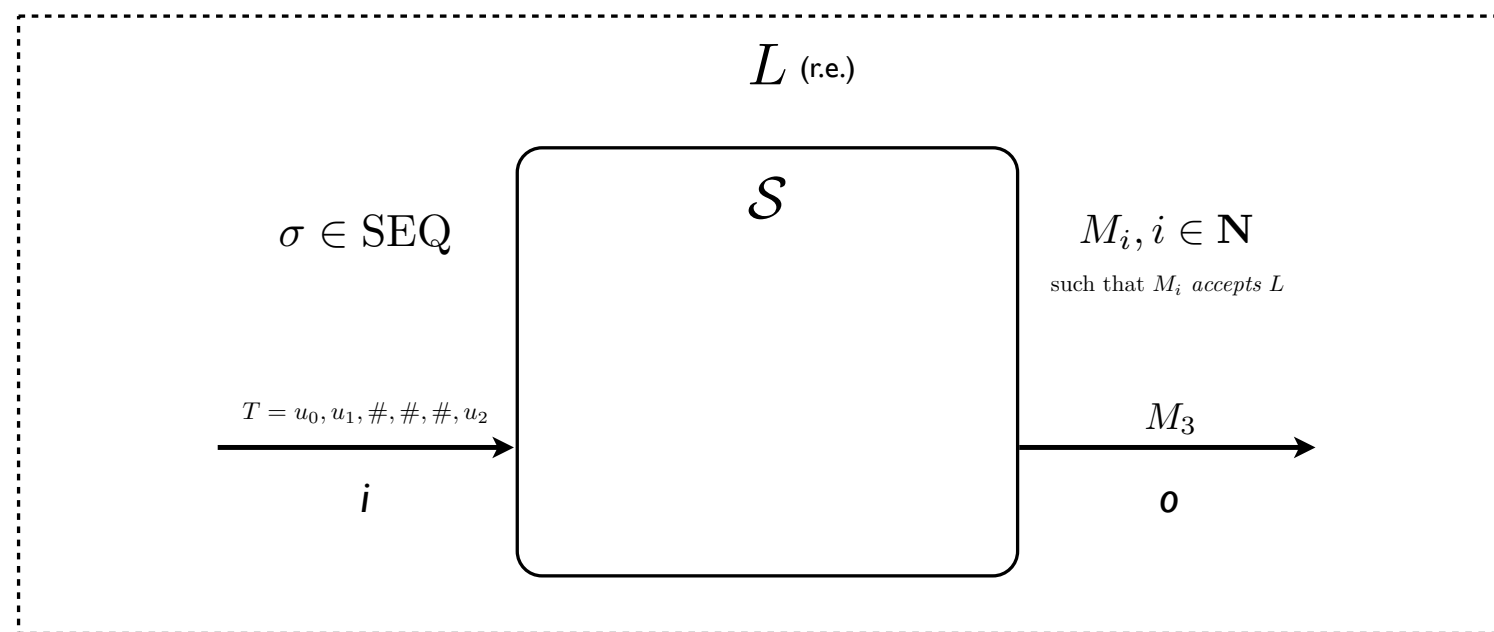 L (r.e.)
𝒮
σ ∈ SEQ
M_i, i ∈ N
such that M_i accepts L
T = u_0, u_1, #, #, #, u_2
M_3
i
o